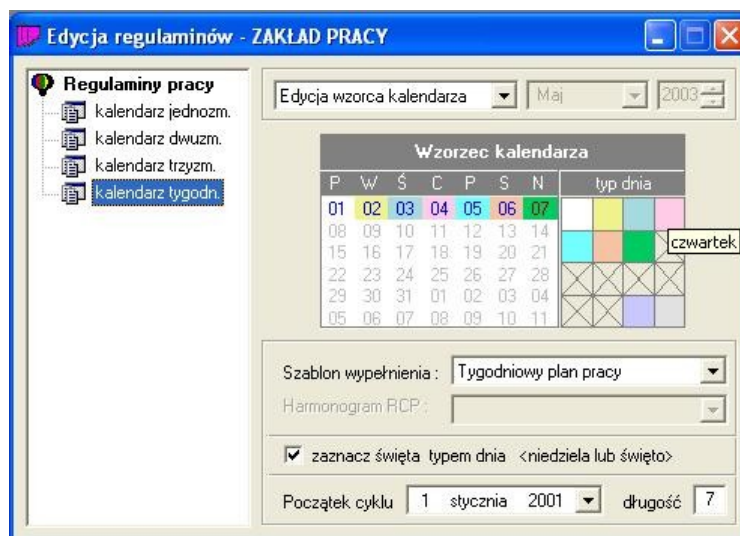 Edycja regulaminów - ZAKŁAD PRACY
Regulaminy pracy
kalendarz jednozm.
kalendarz dwuzm.
kalendarz trzyzm.
kalendarz tygodn.
Edycja wzorca kalendarza Maj 2003
Wzorzec kalendarza
P W Ś C P S N typ dnia
01 02 03 04 05 06 07
08 09 10 11 12 13 14
czwartek
15 16 17 18 19 20 21
22 23 24 25 26 27 28
29 30 31 01 02 03 04
05 06 07 08 09 10 11
Szablon wypełnienia : Tygodniowy plan pracy
Harmonogram RCP :
zaznacz święta typem dnia <niedziela lub święto>
Początek cyklu 1 stycznia 2001 długość 7